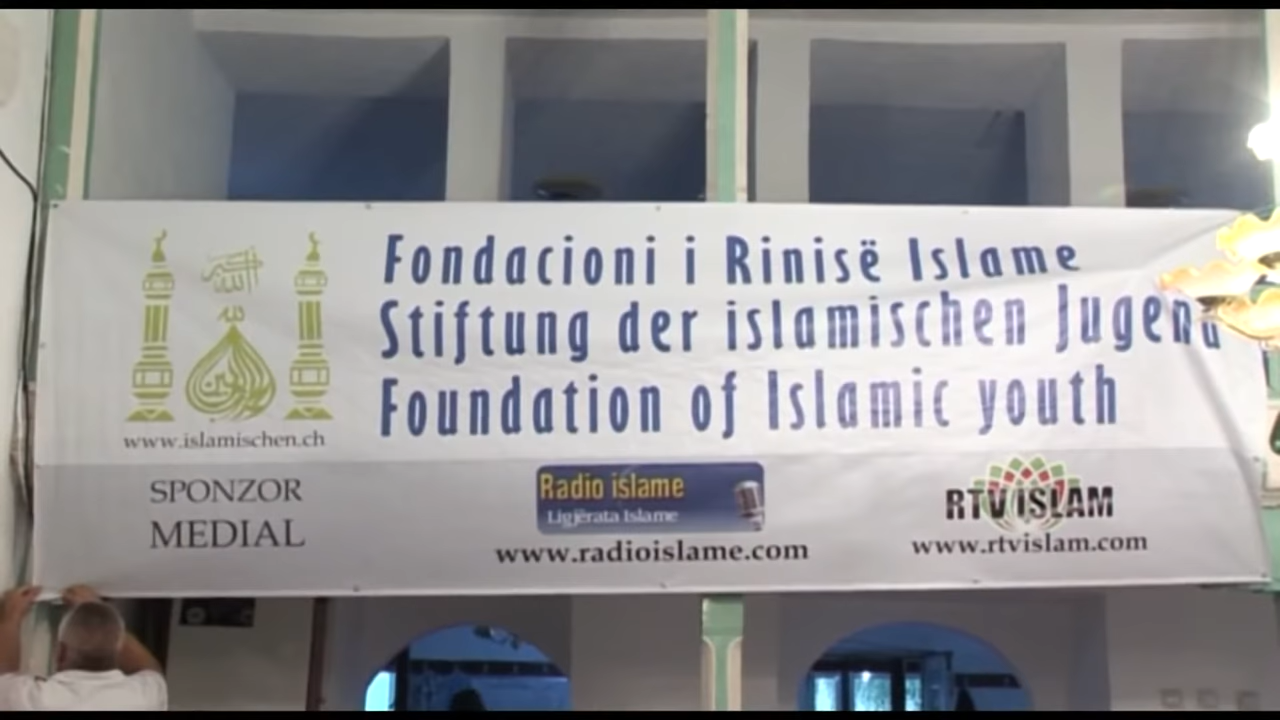 Fondacioni i Rinisë Islame
Stiftung der islamischen Jugend
Foundation of Islamic youth
www.islamischen.ch
SPONZOR
MEDIAL
Radio islame
Ligjërata Islame
www.radioislame.com
RTV ISLAM
www.rtvislam.com